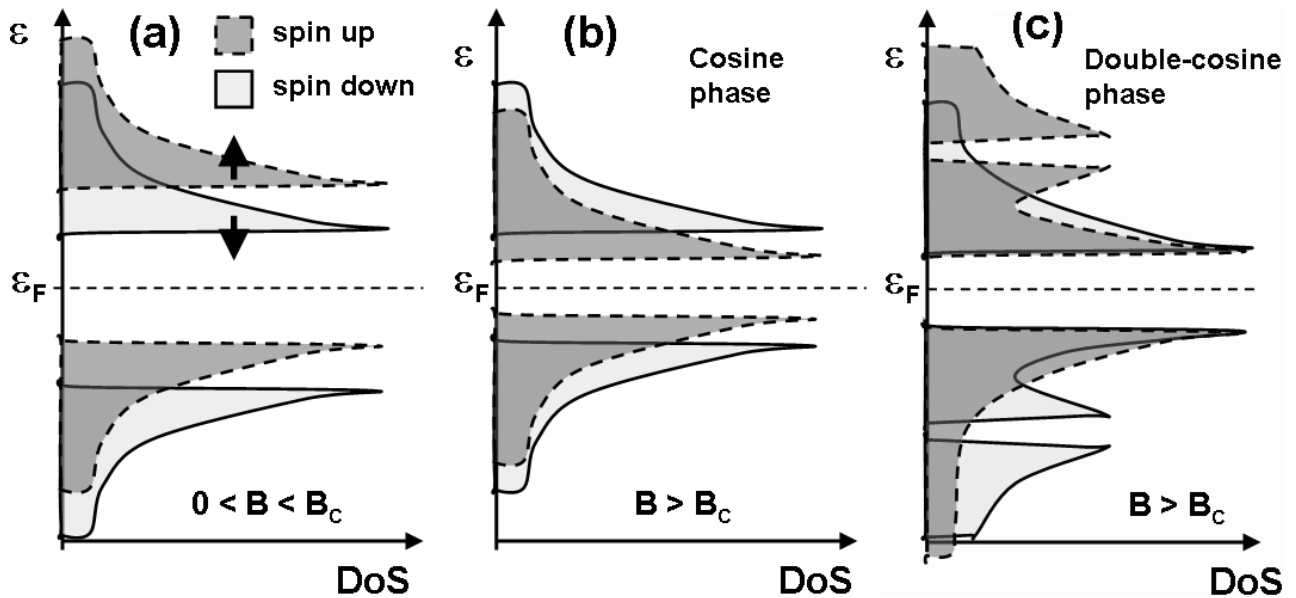 ε
(a)
spin up
spin down
ε_F
0 < B < B_C
DoS
ε
(b)
Cosine
phase
ε_F
B > B_C
DoS
ε
(c)
Double-cosine
phase
ε_F
B > B_C
DoS